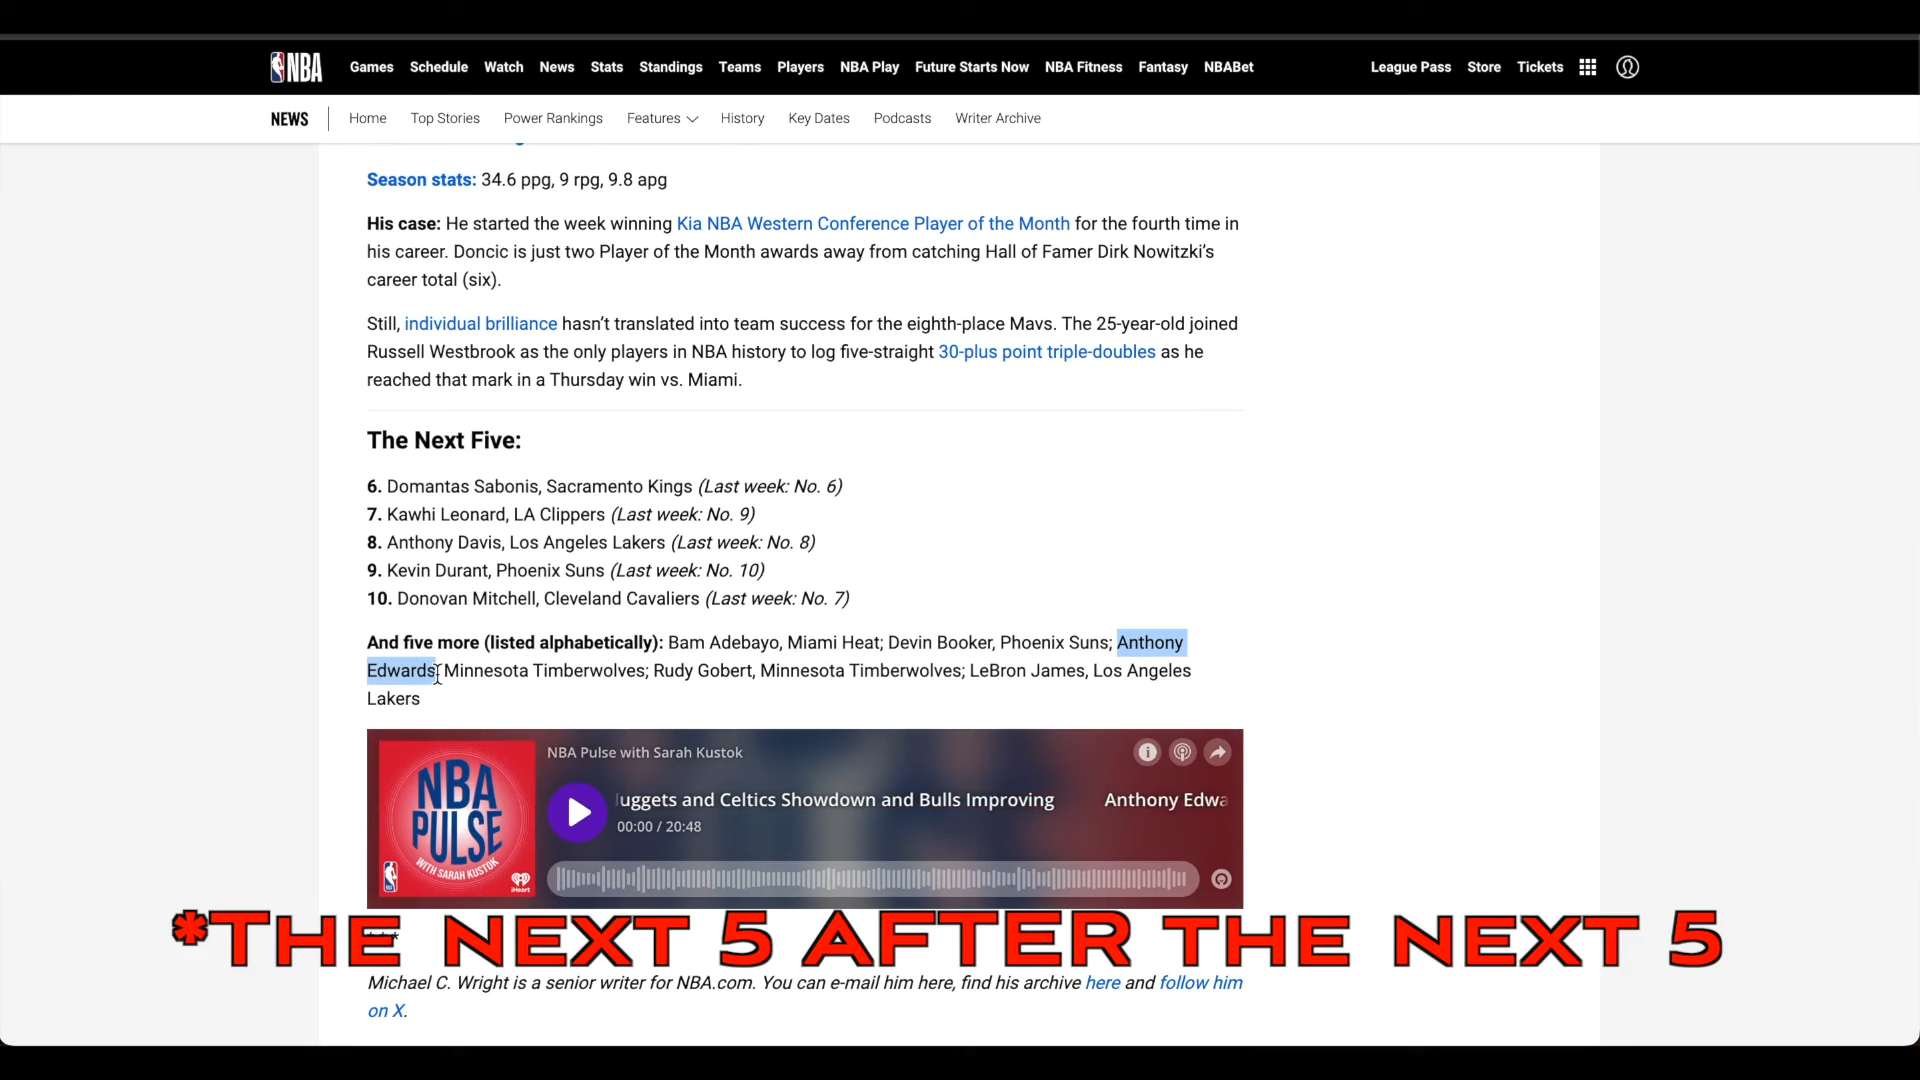 NBA Games Schedule Watch News Stats Standings Teams Players NBA Play Future Starts Now NBA Fitness Fantasy NBABet League Pass Store Tickets
NEWS Home Top Stories Power Rankings Features History Key Dates Podcasts Writer Archive
Season stats: 34.6 ppg, 9 rpg, 9.8 apg
His case: He started the week winning Kia NBA Western Conference Player of the Month for the fourth time in
his career. Doncic is just two Player of the Month awards away from catching Hall of Famer Dirk Nowitzki's
career total (six).
Still, individual brilliance hasn't translated into team success for the eighth-place Mavs. The 25-year-old joined
Russell Westbrook as the only players in NBA history to log five-straight 30-plus point triple-doubles as he
reached that mark in a Thursday win vs. Miami.
The Next Five:
6. Domantas Sabonis, Sacramento Kings (Last week: No. 6)
7. Kawhi Leonard, LA Clippers (Last week: No. 9)
8. Anthony Davis, Los Angeles Lakers (Last week: No. 8)
9. Kevin Durant, Phoenix Suns (Last week: No. 10)
10. Donovan Mitchell, Cleveland Cavaliers (Last week: No. 7)
And five more (listed alphabetically): Bam Adebayo, Miami Heat; Devin Booker, Phoenix Suns; Anthony
Edwards, Minnesota Timberwolves; Rudy Gobert, Minnesota Timberwolves; LeBron James, Los Angeles
Lakers
NBA PULSE
WITH SARAH KUSTOK
iHeart
NBA Pulse with Sarah Kustok
uggets and Celtics Showdown and Bulls Improving Anthony Edwa
00:00 / 20:48
*THE NEXT 5 AFTER THE NEXT 5
Michael C. Wright is a senior writer for NBA.com. You can e-mail him here, find his archive here and follow him
on X.